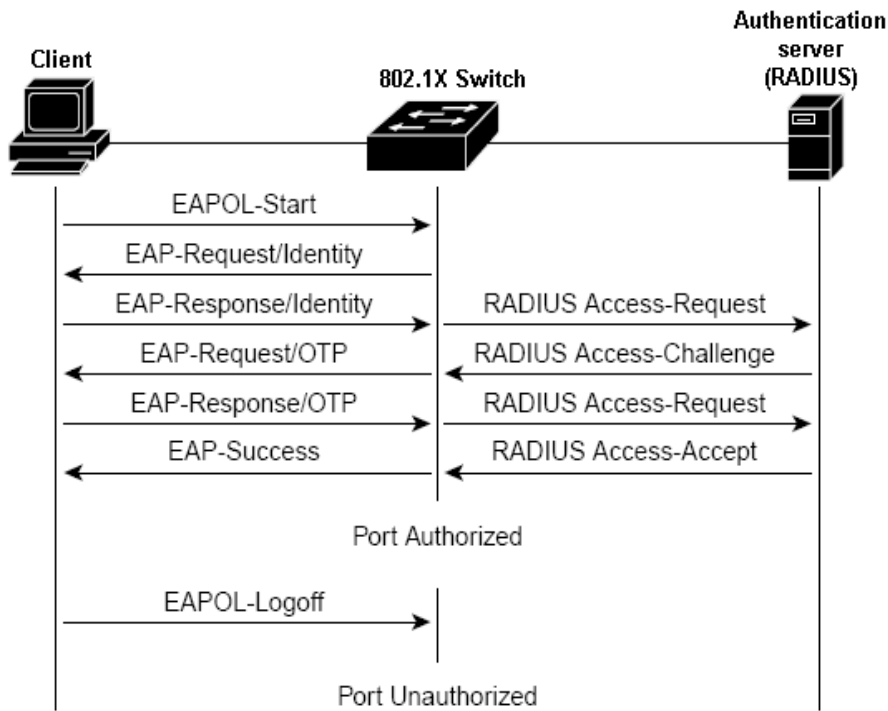 Authentication
server
(RADIUS)
Client
802.1X Switch
EAPOL-Start
EAP-Request/Identity
EAP-Response/Identity
RADIUS Access-Request
EAP-Request/OTP
RADIUS Access-Challenge
EAP-Response/OTP
RADIUS Access-Request
EAP-Success
RADIUS Access-Accept
Port Authorized
EAPOL-Logoff
Port Unauthorized